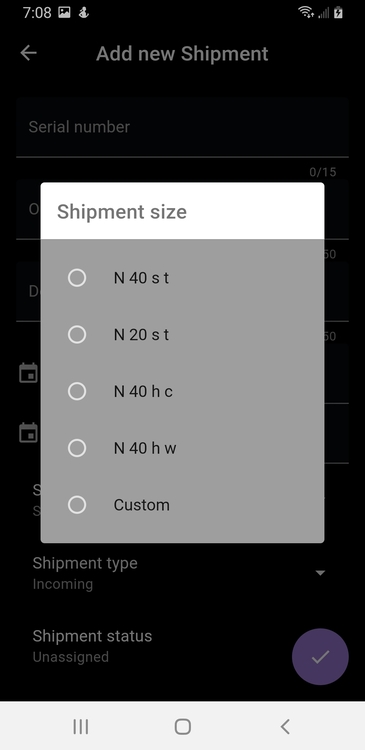 7:08
Add new Shipment
Serial number
0/15
O
50
D
50
Shipment size
N 40 s t
N 20 s t
N 40 h c
N 40 h w
Custom
S
S
Shipment type
Incoming
Shipment status
Unassigned